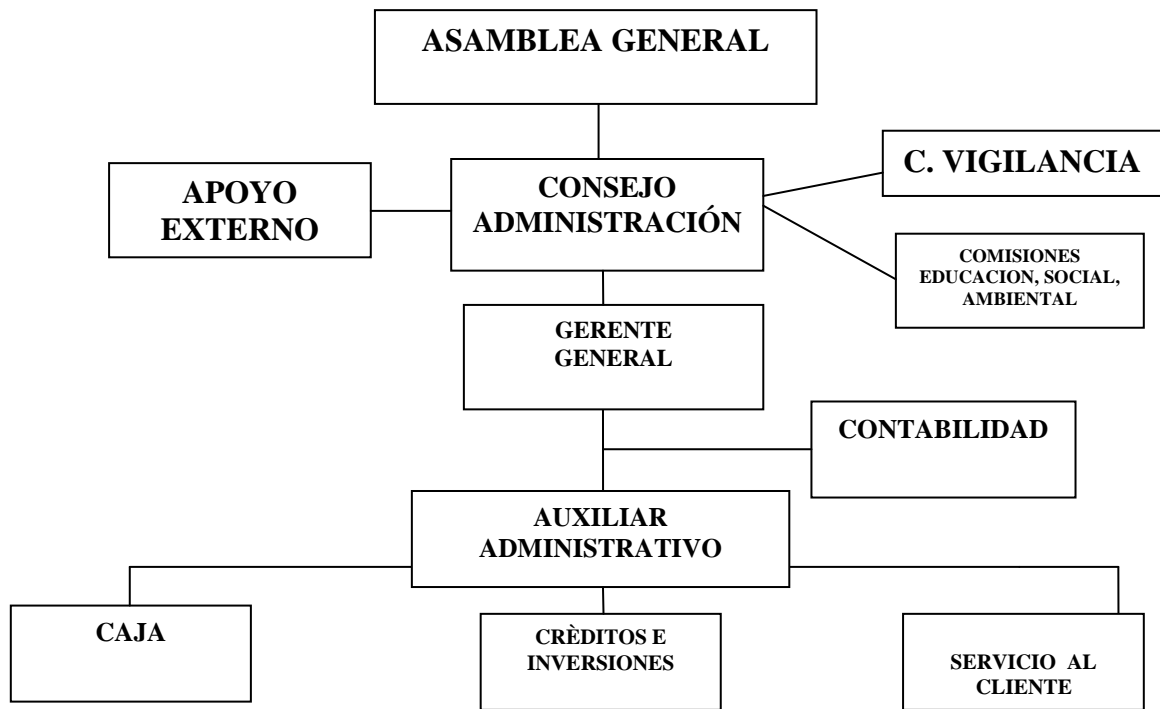 ASAMBLEA GENERAL
APOYO
EXTERNO
CONSEJO
ADMINISTRACIÓN
C. VIGILANCIA
COMISIONES
EDUCACION, SOCIAL,
AMBIENTAL
GERENTE
GENERAL
CONTABILIDAD
AUXILIAR
ADMINISTRATIVO
CAJA
CRÈDITOS E
INVERSIONES
SERVICIO AL
CLIENTE